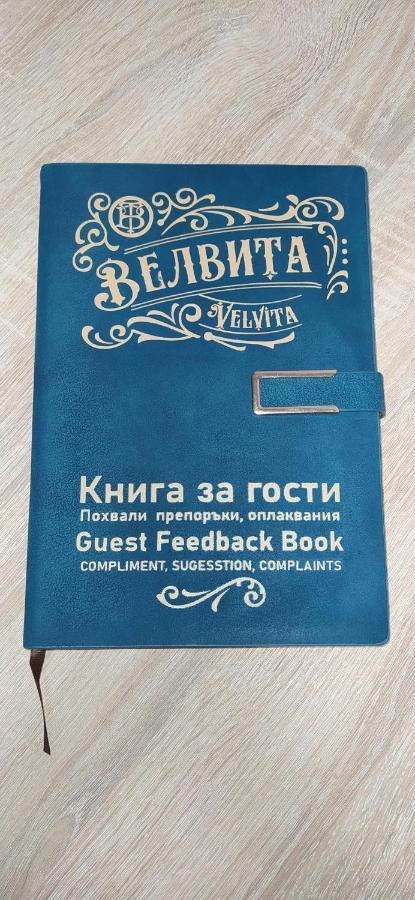 ВЕЛВИТА
VELVITA
Книга за гости
Похвали препоръки, оплаквания
Guest Feedback Book
COMPLIMENT, SUGESSTION, COMPLAINTS